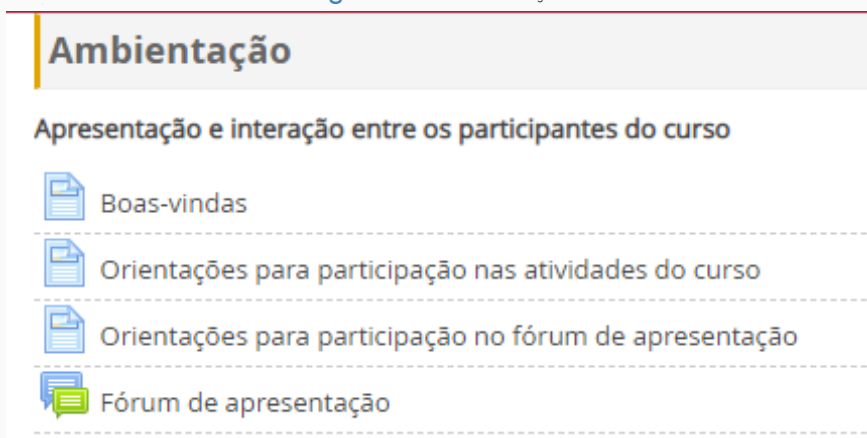 Ambientação
Apresentação e interação entre os participantes do curso
Boas-vindas
Orientações para participação nas atividades do curso
Orientações para participação no fórum de apresentação
Fórum de apresentação